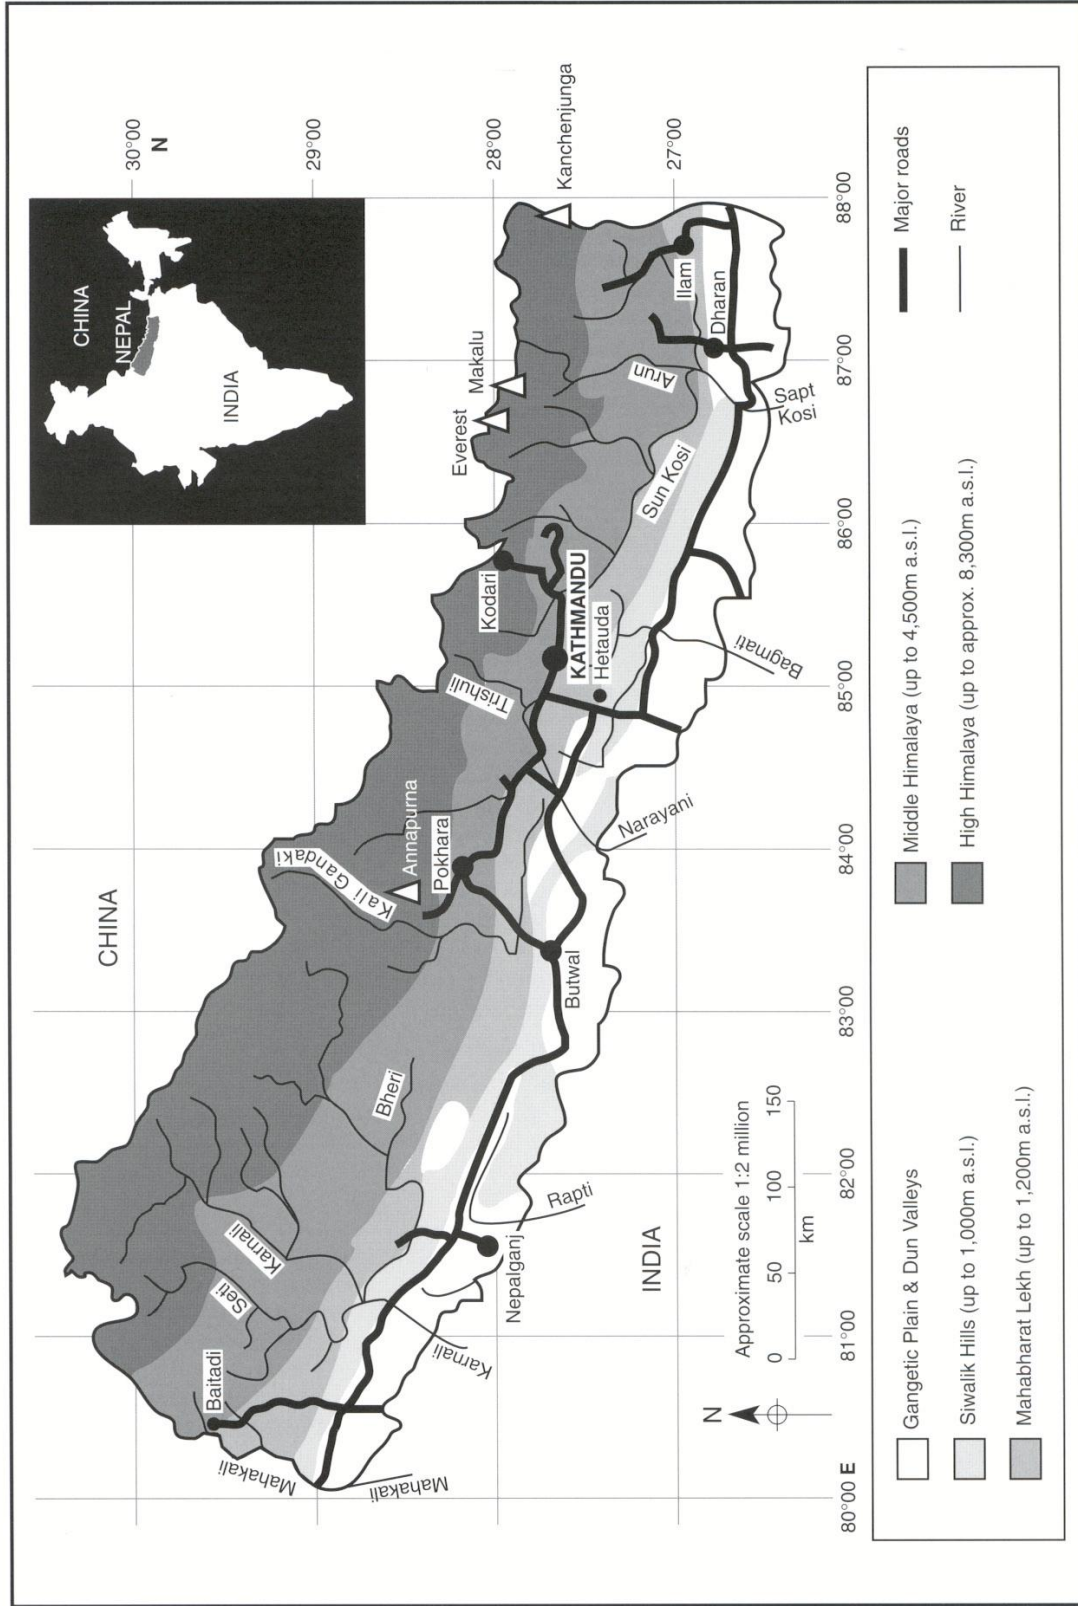 CHINA
NEPAL
INDIA
CHINA
30°00
N
29°00
28°00
27°00
80°00 E
81°00
82°00
83°00
84°00
85°00
86°00
87°00
88°00
Mahakali
Mahakali
Baitadi
Seti
Karnali
Karnali
Nepalganj
Rapti
Bheri
Butwal
Kali Gandaki
Annapurna
Pokhara
Narayani
Trishuli
Kodari
KATHMANDU
Hetauda
Bagmati
Everest
Makalu
Sun Kosi
Arun
Sapt
Kosi
Dharan
Ilam
Kanchenjunga
INDIA
N
Approximate scale 1:2 million
0 50 100 150
km
Gangetic Plain & Dun Valleys
Siwalik Hills (up to 1,000m a.s.l.)
Mahabharat Lekh (up to 1,200m a.s.l.)
Middle Himalaya (up to 4,500m a.s.l.)
High Himalaya (up to approx. 8,300m a.s.l.)
Major roads
River